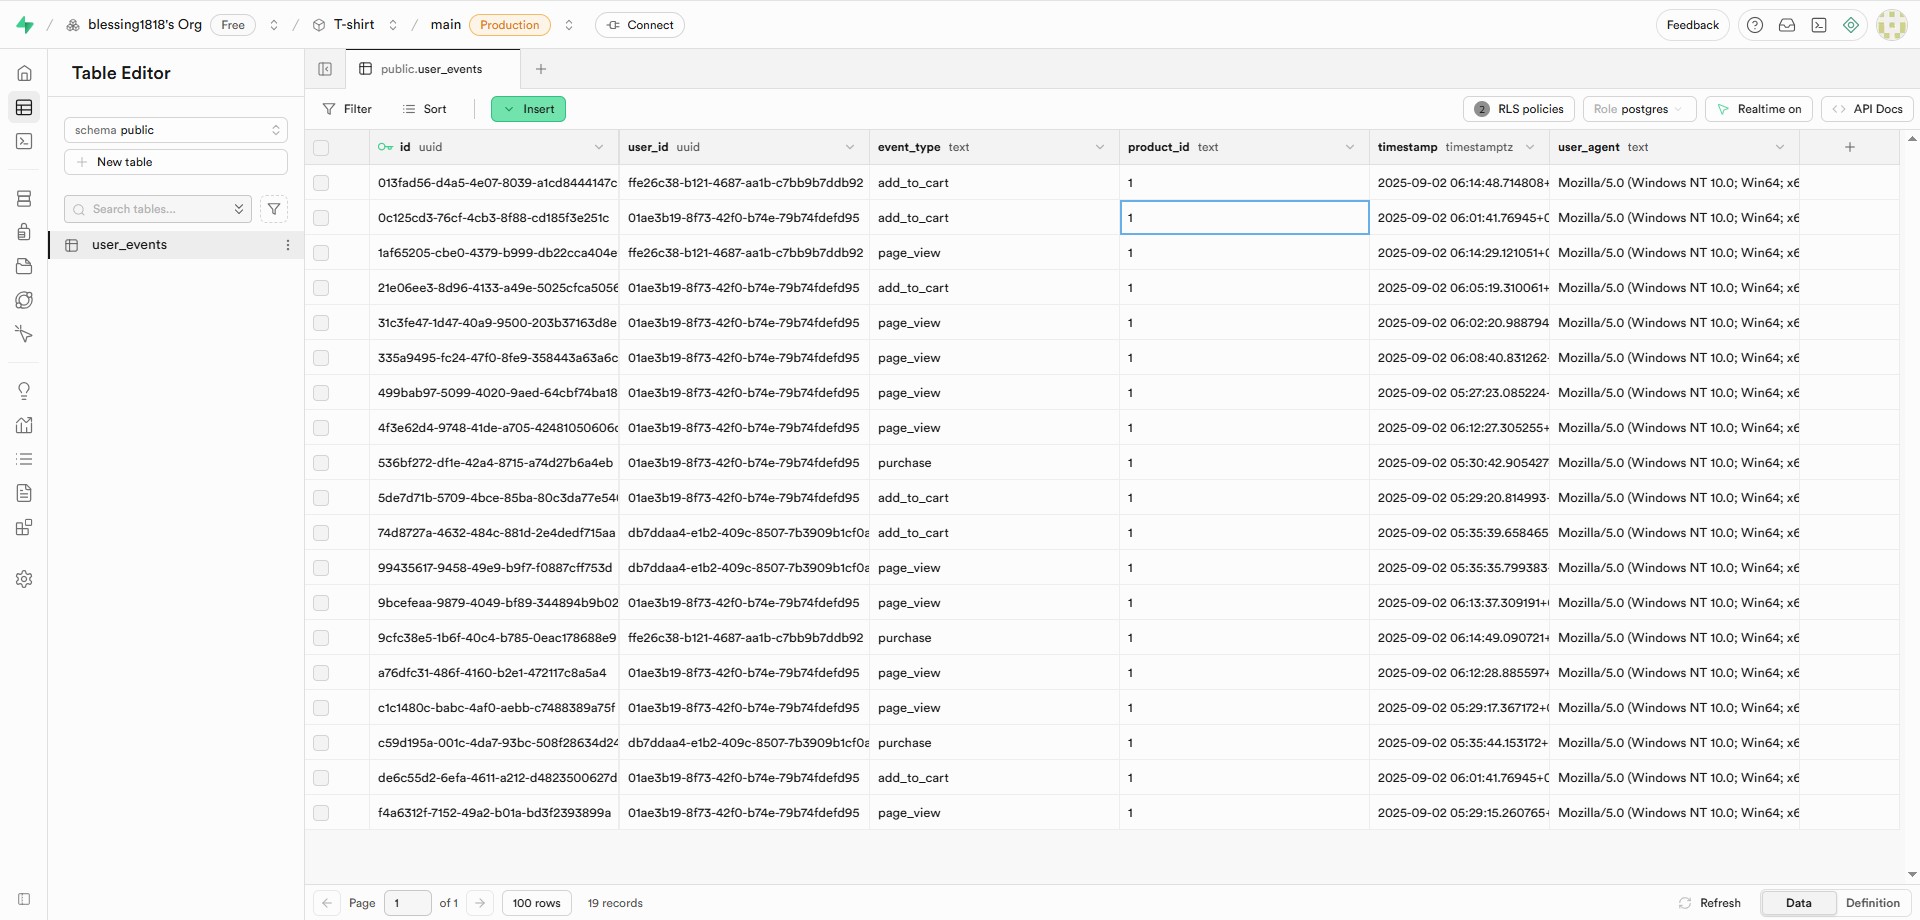 blessing1818's Org Free / T-shirt / main Production Connect Feedback
Table Editor
public.user_events
Filter Sort Insert 2 RLS policies Role postgres Realtime on API Docs
schema public
New table
Search tables...
user_events
id uuid user_id uuid event_type text product_id text timestamp timestamptz user_agent text
013fad56-d4a5-4e07-8039-a1cd8444147c ffe26c38-b121-4687-aa1b-c7bb9b7ddb92 add_to_cart 1 2025-09-02 06:14:48.714808+ Mozilla/5.0 (Windows NT 10.0; Win64; x6
0c125cd3-76cf-4cb3-8f88-cd185f3e251c 01ae3b19-8f73-42f0-b74e-79b74fdefd95 add_to_cart 1 2025-09-02 06:01:41.76945+0 Mozilla/5.0 (Windows NT 10.0; Win64; x6
1af65205-cbe0-4379-b999-db22cca404e ffe26c38-b121-4687-aa1b-c7bb9b7ddb92 page_view 1 2025-09-02 06:14:29.121051+0 Mozilla/5.0 (Windows NT 10.0; Win64; x6
21e06ee3-8d96-4133-a49e-5025cfca5056 01ae3b19-8f73-42f0-b74e-79b74fdefd95 add_to_cart 1 2025-09-02 06:05:19.310061+ Mozilla/5.0 (Windows NT 10.0; Win64; x6
31c3fe47-1d47-40a9-9500-203b37163d8e 01ae3b19-8f73-42f0-b74e-79b74fdefd95 page_view 1 2025-09-02 06:02:20.988794 Mozilla/5.0 (Windows NT 10.0; Win64; x6
335a9495-fc24-47f0-8fe9-358443a63a6c 01ae3b19-8f73-42f0-b74e-79b74fdefd95 page_view 1 2025-09-02 06:08:40.831262 Mozilla/5.0 (Windows NT 10.0; Win64; x6
499bab97-5099-4020-9aed-64cbf74ba18 01ae3b19-8f73-42f0-b74e-79b74fdefd95 page_view 1 2025-09-02 05:27:23.085224 Mozilla/5.0 (Windows NT 10.0; Win64; x6
4f3e62d4-9748-41de-a705-42481050606c 01ae3b19-8f73-42f0-b74e-79b74fdefd95 page_view 1 2025-09-02 06:12:27.305255+ Mozilla/5.0 (Windows NT 10.0; Win64; x6
536bf272-df1e-42a4-8715-a74d27b6a4eb 01ae3b19-8f73-42f0-b74e-79b74fdefd95 purchase 1 2025-09-02 05:30:42.905427 Mozilla/5.0 (Windows NT 10.0; Win64; x6
5de7d71b-5709-4bce-85ba-80c3da77e540 01ae3b19-8f73-42f0-b74e-79b74fdefd95 add_to_cart 1 2025-09-02 05:29:20.814993 Mozilla/5.0 (Windows NT 10.0; Win64; x6
74d8727a-4632-484c-881d-2e4dedf715aa db7ddaa4-e1b2-409c-8507-7b3909b1cf0a add_to_cart 1 2025-09-02 05:35:39.658465 Mozilla/5.0 (Windows NT 10.0; Win64; x6
99435617-9458-49e9-b9f7-f0887cff753d db7ddaa4-e1b2-409c-8507-7b3909b1cf0a page_view 1 2025-09-02 05:35:35.799383 Mozilla/5.0 (Windows NT 10.0; Win64; x6
9bcefeaa-9879-4049-bf89-344894b9b02 01ae3b19-8f73-42f0-b74e-79b74fdefd95 page_view 1 2025-09-02 06:13:37.309191+ Mozilla/5.0 (Windows NT 10.0; Win64; x6
9cfc38e5-1b6f-40c4-b785-0eac178688e9 ffe26c38-b121-4687-aa1b-c7bb9b7ddb92 purchase 1 2025-09-02 06:14:49.090721+ Mozilla/5.0 (Windows NT 10.0; Win64; x6
a76dfc31-486f-4160-b2e1-472117c8a5a4 01ae3b19-8f73-42f0-b74e-79b74fdefd95 page_view 1 2025-09-02 06:12:28.885597+ Mozilla/5.0 (Windows NT 10.0; Win64; x6
c1c1480c-babc-4af0-aebb-c7488389a75f 01ae3b19-8f73-42f0-b74e-79b74fdefd95 page_view 1 2025-09-02 05:29:17.367172+0 Mozilla/5.0 (Windows NT 10.0; Win64; x6
c59d195a-001c-4da7-93bc-508f28634d24 db7ddaa4-e1b2-409c-8507-7b3909b1cf0a purchase 1 2025-09-02 05:35:44.153172+ Mozilla/5.0 (Windows NT 10.0; Win64; x6
de6c55d2-6efa-4611-a212-d4823500627d 01ae3b19-8f73-42f0-b74e-79b74fdefd95 add_to_cart 1 2025-09-02 06:01:41.76945+0 Mozilla/5.0 (Windows NT 10.0; Win64; x6
f4a6312f-7152-49a2-b01a-bd3f2393899a 01ae3b19-8f73-42f0-b74e-79b74fdefd95 page_view 1 2025-09-02 05:29:15.260765+ Mozilla/5.0 (Windows NT 10.0; Win64; x6
Page 1 of 1 100 rows 19 records Refresh Data Definition